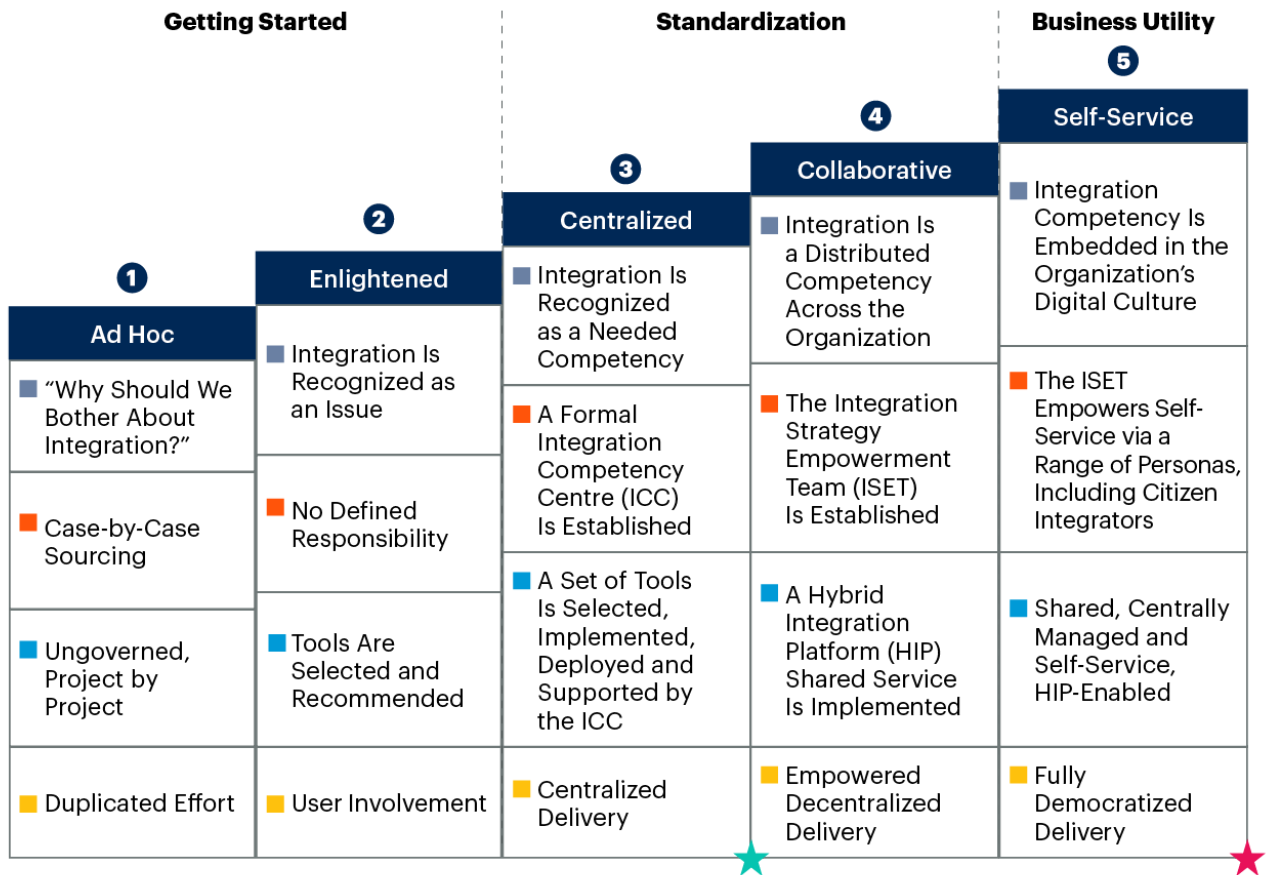 Getting Started
Standardization
Business Utility
1
Ad Hoc
“Why Should We
Bother About
Integration?”
Case-by-Case
Sourcing
Ungoverned,
Project by
Project
Duplicated Effort
2
Enlightened
Integration Is
Recognized as
an Issue
No Defined
Responsibility
Tools Are
Selected and
Recommended
User Involvement
3
Centralized
Integration Is
Recognized
as a Needed
Competency
A Formal
Integration
Competency
Centre (ICC)
Is Established
A Set of Tools
Is Selected,
Implemented,
Deployed and
Supported by
the ICC
Centralized
Delivery
4
Collaborative
Integration Is
a Distributed
Competency
Across the
Organization
The Integration
Strategy
Empowerment
Team (ISET)
Is Established
A Hybrid
Integration
Platform (HIP)
Shared Service
Is Implemented
Empowered
Decentralized
Delivery
5
Self-Service
Integration
Competency Is
Embedded in the
Organization’s
Digital Culture
The ISET
Empowers Self-
Service via a
Range of Personas,
Including Citizen
Integrators
Shared, Centrally
Managed and
Self-Service,
HIP-Enabled
Fully
Democratized
Delivery